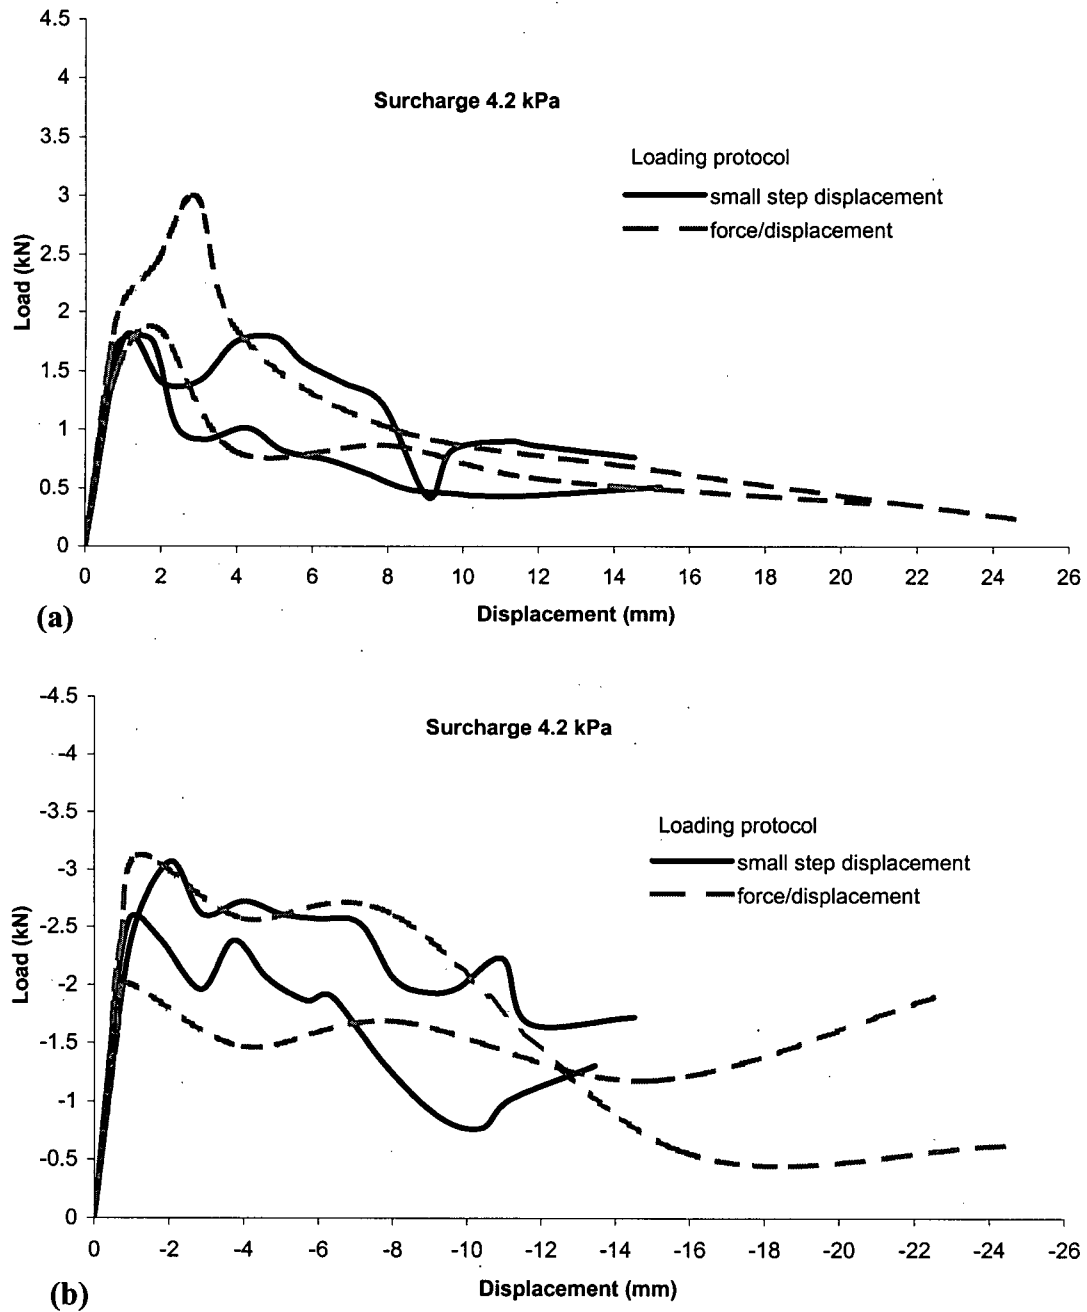 4.5
4
Surcharge 4.2 kPa
3.5
Loading protocol
3
small step displacement
force/displacement
2.5
Load (kN)
2
1.5
1
0.5
0
0 2 4 6 8 10 12 14 16 18 20 22 24 26
(a)
Displacement (mm)
-4.5
Surcharge 4.2 kPa
-4
-3.5
Loading protocol
-3
small step displacement
force/displacement
-2.5
Load (kN)
-2
-1.5
-1
-0.5
0
0 -2 -4 -6 -8 -10 -12 -14 -16 -18 -20 -22 -24 -26
Displacement (mm)
(b)